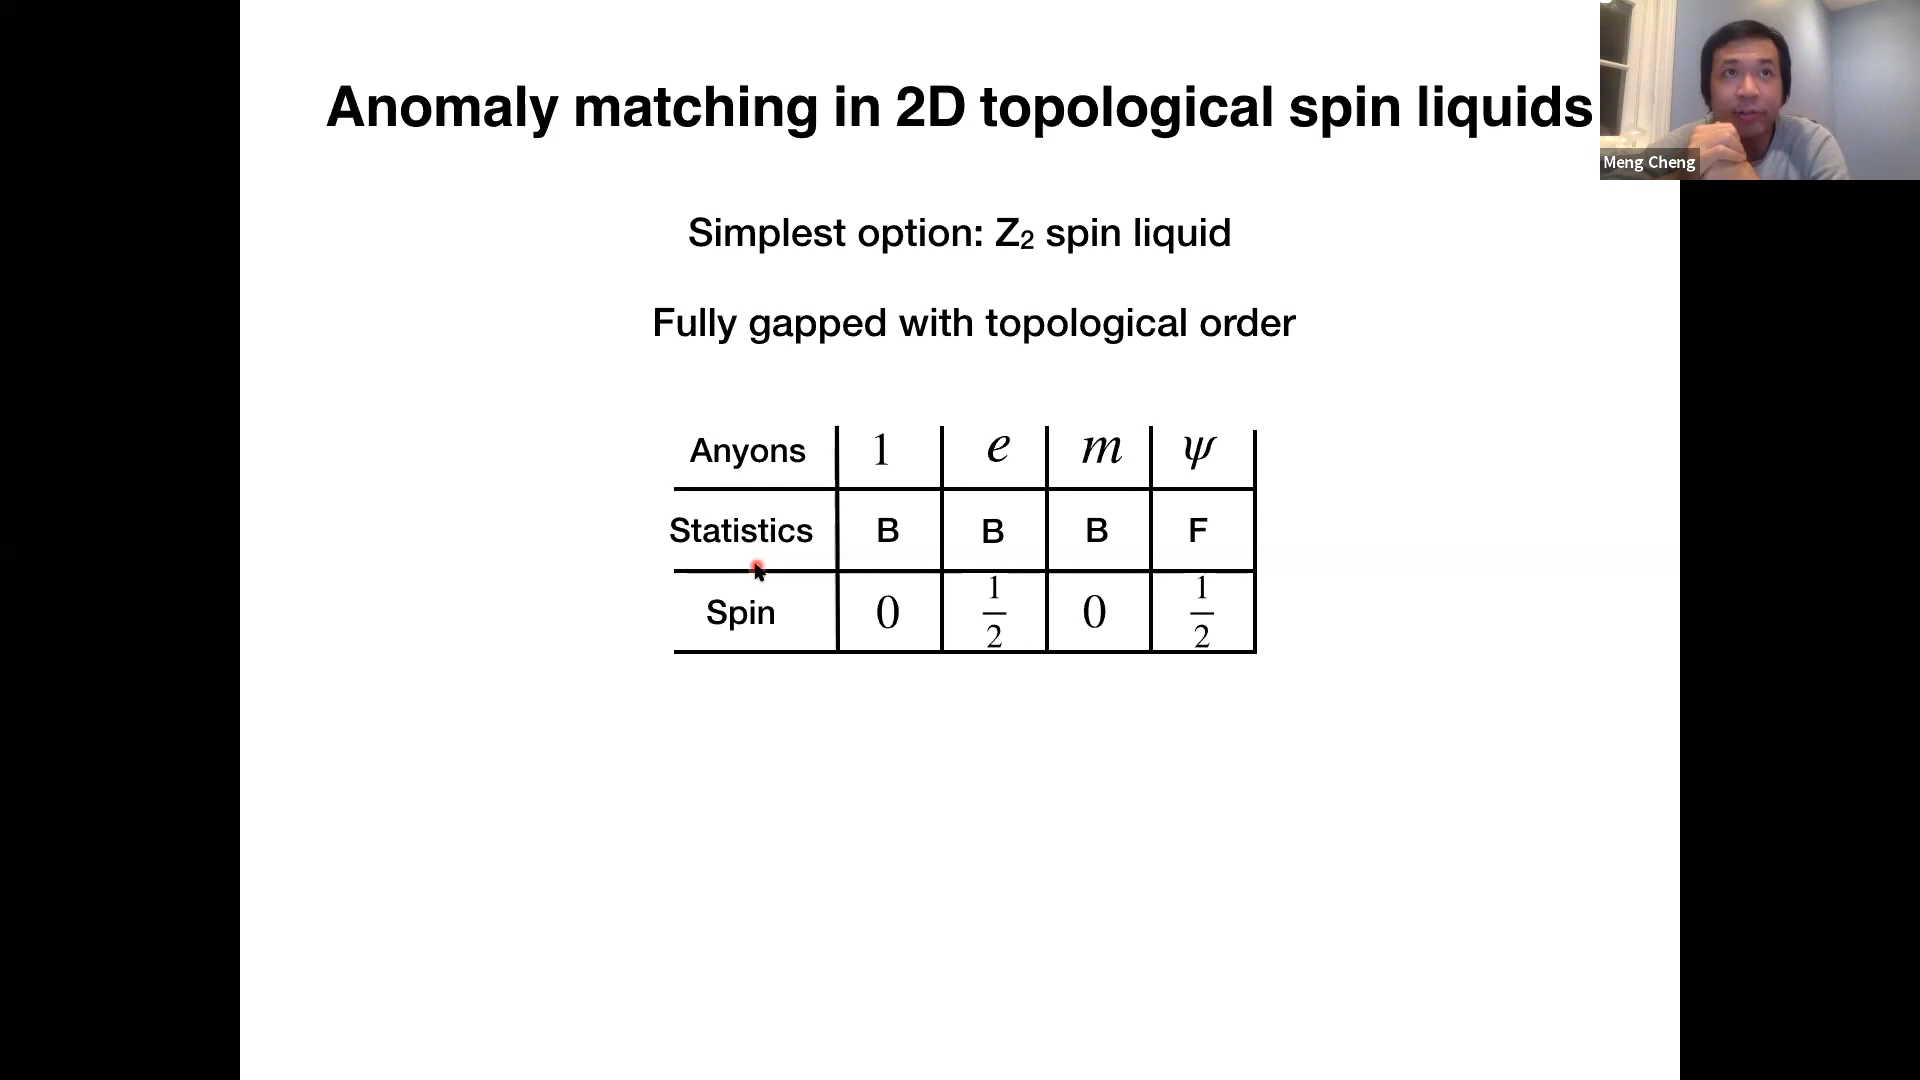 Anomaly matching in 2D topological spin liquids
Meng Cheng
Simplest option: Z₂ spin liquid
Fully gapped with topological order
Anyons 1 e m ψ
Statistics B B B F
Spin 0 1/2 0 1/2